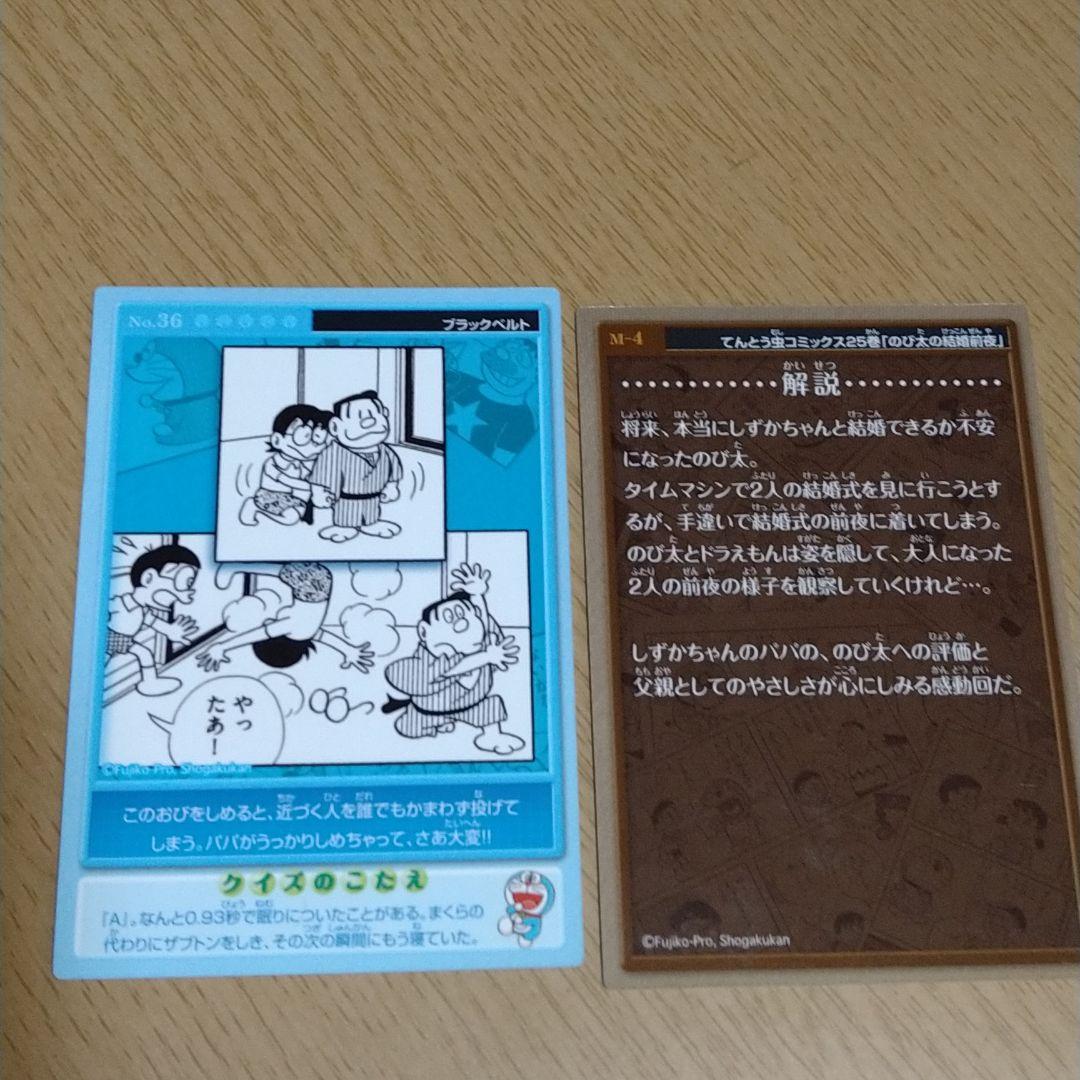 No.36
ブラックベルト
やっ
たあ!
©Fujiko-Pro, Shogakukan
このおびをしめると、近づく人を誰でもかまわず投げて
しまう。パパがうっかりしめちゃって、さあ大変!!
クイズのこたえ
「A」。なんと0.93秒で眠りについたことがある。まくらの
代わりにザブトンをしき、その次の瞬間にもう寝ていた。
M-4
てんとう虫コミックス25巻「のび太の結婚前夜」
解説
将来、本当にしずかちゃんと結婚できるか不安
になったのび太。
タイムマシンで2人の結婚式を見に行こうとす
るが、手違いで結婚式の前夜に着いてしまう。
のび太とドラえもんは姿を隠して、大人になった
2人の前夜の様子を観察していくけれど…。
しずかちゃんのパパの、のび太への評価と
父親としてのやさしさが心にしみる感動回だ。
©Fujiko-Pro, Shogakukan